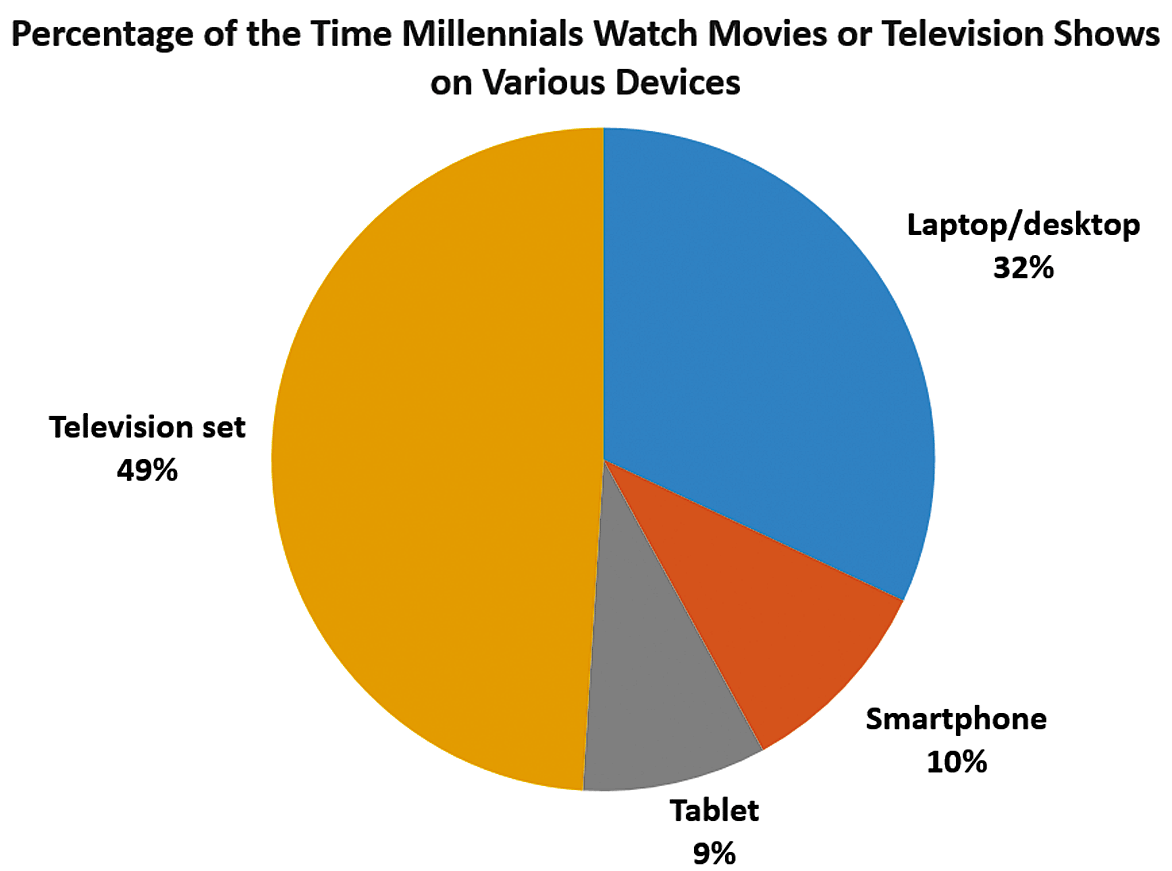 Percentage of the Time Millennials Watch Movies or Television Shows
on Various Devices
Laptop/desktop
32%
Television set
49%
Smartphone
10%
Tablet
9%